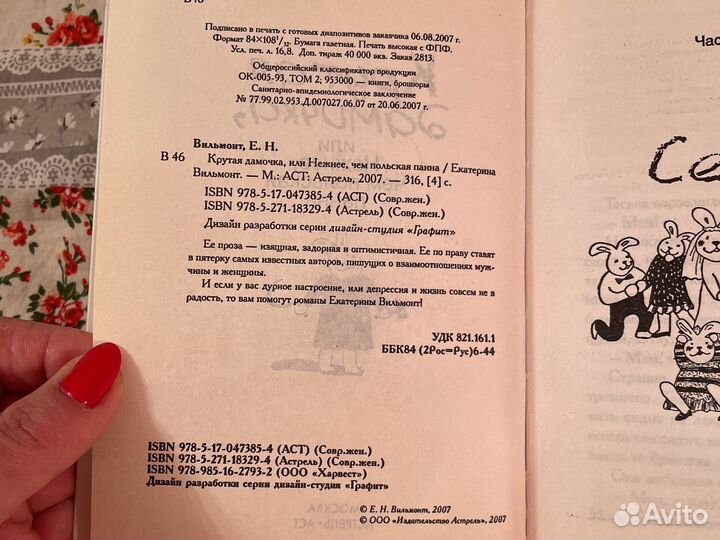 Подписано в печать с готовых диапозитивов заказчика 06.08.2007 г.
Формат 84×108¹/₃₂. Бумага газетная. Печать высокая с ФПФ.
Усл. печ. л. 16,8. Доп. тираж 40 000 экз. Заказ 2813.
Общероссийский классификатор продукции
ОК-005-93, ТОМ 2; 953000 — книги, брошюры
Санитарно-эпидемиологическое заключение
№ 77.99.02.953.Д.007027.06.07 от 20.06.2007 г.
Вильмонт, Е. Н.
В 46 Крутая дамочка, или Нежнее, чем польская панна / Екатерина
Вильмонт. — М.: АСТ: Астрель, 2007. — 316, [4] с.
ISBN 978-5-17-047385-4 (АСТ) (Совр.жен.)
ISBN 978-5-271-18329-4 (Астрель) (Совр.жен.)
Дизайн разработки серии дизайн-студия «Графит»
Ее проза — изящная, задорная и оптимистичная. Ее по праву ставят
в пятерку самых известных авторов, пишущих о взаимоотношениях муж-
чины и женщины.
И если у вас дурное настроение, или депрессия и жизнь совсем не в
радость, то вам помогут романы Екатерины Вильмонт!
УДК 821.161.1
ББК84 (2Рос=Рус)6-44
ISBN 978-5-17-047385-4 (АСТ) (Совр.жен.)
ISBN 978-5-271-18329-4 (Астрель) (Совр.жен.)
ISBN 978-985-16-2793-2 (ООО «Харвест»)
Дизайн разработки серии дизайн-студия «Графит»
© Е. Н. Вильмонт, 2007
© ООО «Издательство Астрель», 2007
Час
Се
Avito